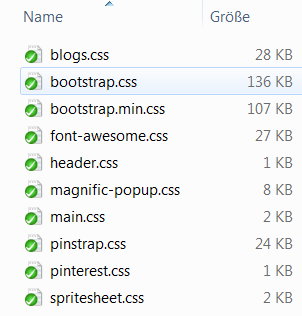 Name Größe
blogs.css 28 KB
bootstrap.css 136 KB
bootstrap.min.css 107 KB
font-awesome.css 27 KB
header.css 1 KB
magnific-popup.css 8 KB
main.css 2 KB
pinstrap.css 24 KB
pinterest.css 1 KB
spritesheet.css 2 KB